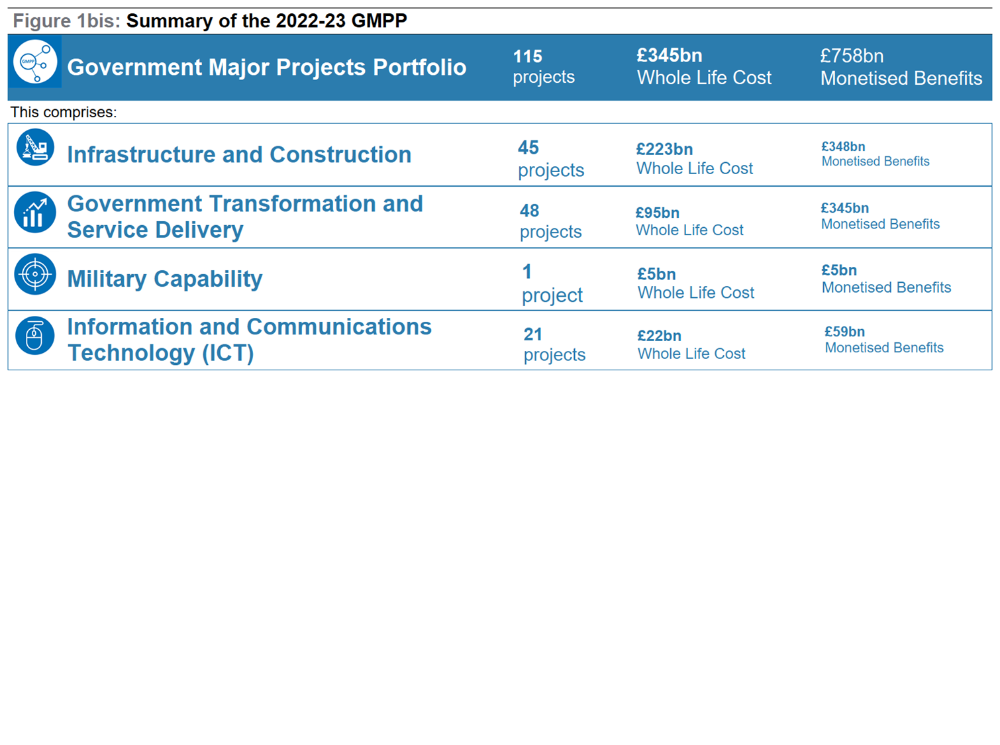 Figure 1bis: Summary of the 2022-23 GMPP
GMPP
Government Major Projects Portfolio
115
projects
£345bn
Whole Life Cost
£758bn
Monetised Benefits
This comprises:
Infrastructure and Construction
45
projects
£223bn
Whole Life Cost
£348bn
Monetised Benefits
Government Transformation and
Service Delivery
48
projects
£95bn
Whole Life Cost
£345bn
Monetised Benefits
Military Capability
1
project
£5bn
Whole Life Cost
£5bn
Monetised Benefits
Information and Communications
Technology (ICT)
21
projects
£22bn
Whole Life Cost
£59bn
Monetised Benefits